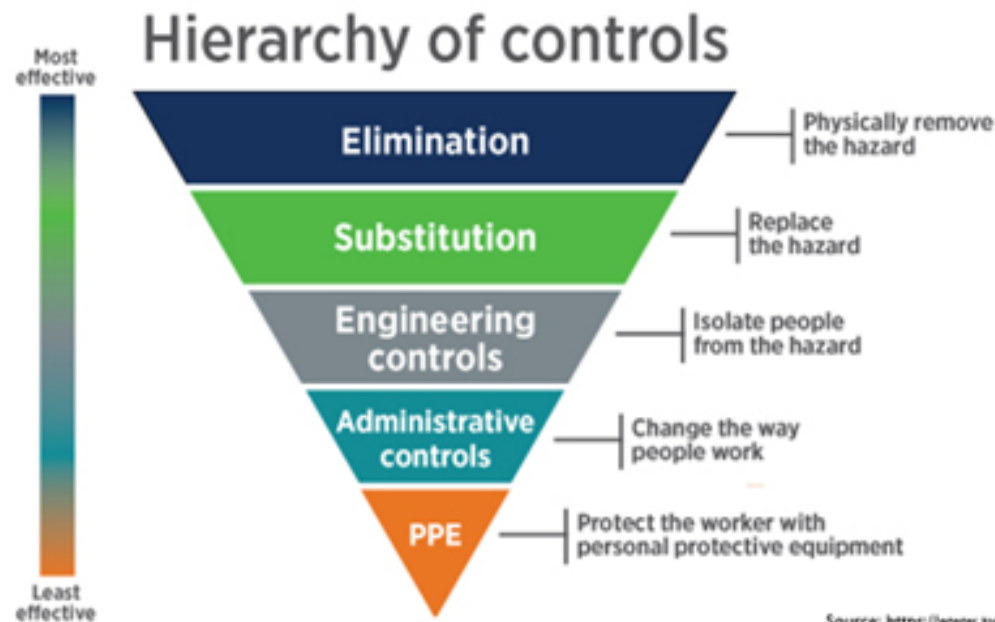 Hierarchy of controls
Most
effective
Elimination
Physically remove
the hazard
Substitution
Replace
the hazard
Engineering
controls
Isolate people
from the hazard
Administrative
controls
Change the way
people work
PPE
Protect the worker with
personal protective equipment
Least
effective